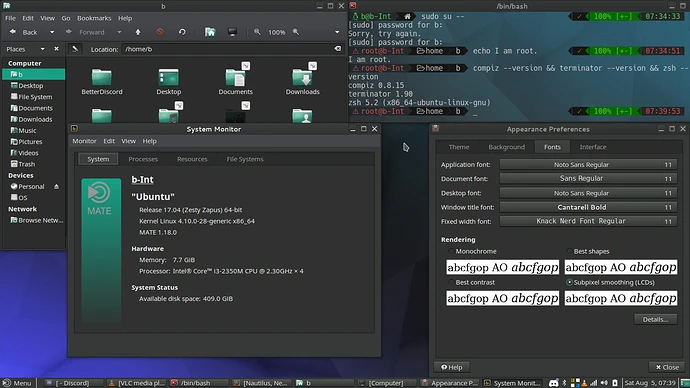 b
File Edit View Bookmarks Help
Back Forward 100%
Places Location: /home/b
Computer
b
Desktop
File System
Documents
Downloads
Music
Pictures
Videos
Trash
Devices
Personal
OS
Network
Browse Netw...
BetterDiscord Desktop Documents Downloads
/bin/bash
b@b-Int sudo su -- ✓ 100% [+-] 07:34:33
[sudo] password for b:
Sorry, try again.
[sudo] password for b:
root@b-Int home b echo I am root. ✓ 100% [+-] 07:34:51
I am root.
root@b-Int home b compiz --version && terminator --version && zsh --
version
compiz 0.8.15
terminator 1.90
zsh 5.2 (x86_64-ubuntu-linux-gnu)
root@b-Int home b ✓ 100% [+-] 07:39:53
System Monitor
Monitor Edit View Help
System Processes Resources File Systems
MATE
b-Int
"Ubuntu"
Release 17.04 (Zesty Zapus) 64-bit
Kernel Linux 4.10.0-28-generic x86_64
MATE 1.18.0
Hardware
Memory: 7.7 GiB
Processor: Intel® Core™ i3-2350M CPU @ 2.30GHz × 4
System Status
Available disk space: 409.0 GiB
Appearance Preferences
Theme Background Fonts Interface
Application font: Noto Sans Regular 11
Document font: Sans Regular 11
Desktop font: Noto Sans Regular 11
Window title font: Cantarell Bold 11
Fixed width font: Knack Nerd Font Regular 11
Rendering
Monochrome Best shapes
abcfgop AO abcfgop abcfgop AO abcfgop
Best contrast Subpixel smoothing (LCDs)
abcfgop AO abcfgop abcfgop AO abcfgop
Details...
Help Close
Menu [ - Discord] [VLC media pl... /bin/bash [Nautilus, Ne... b [Computer] Appearance P... System Moni... Sat Aug 5, 07:39